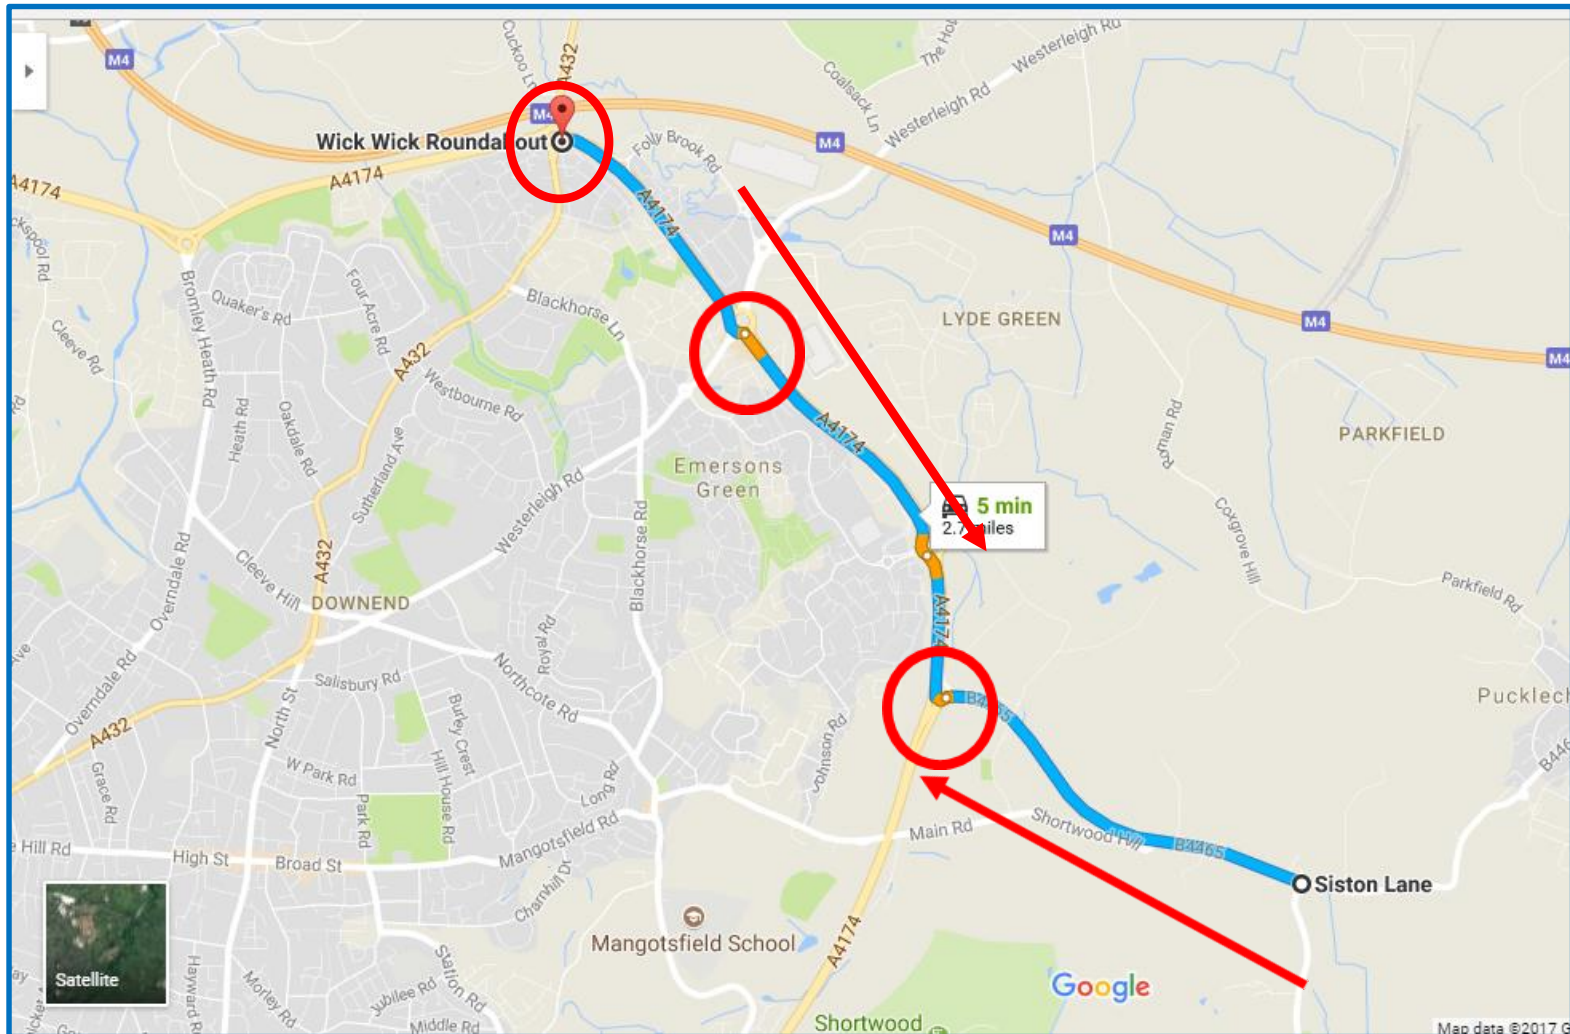 M4
Cuckoo Ln
A432
The Hol
Westerleigh Rd
Coalsack Ln
Westerleigh Rd
M4
Wick Wick Roundabout
Folly Brook Rd
M4
A4174
A4174
A4174
ckspool Rd
M4
Bromley Heath Rd
Quaker's Rd
Four Acre Rd
Blackhorse Ln
LYDE GREEN
M4
Cleeve Rd
A432
M4
Rd
Heath Rd
Oakdale Rd
Westbourne Rd
Sutherland Ave
A4174
PARKFIELD
Roman Rd
Emersons
Green
Westerleigh Rd
5 min
2.7 miles
Coxgrove Hill
Overndale Rd
Cleeve Hill
A432
Blackhorse Rd
Parkfield Rd
DOWNEND
A4174
Ave
Royal Rd
Northcote Rd
Salisbury Rd
Overndale Rd
North St
B4465
Pucklech
A432
Burley Crest
Hill House Rd
Johnson Rd
B446
W Park Rd
Grace Rd
Park Rd
Long Rd
Mangotsfield Rd
Main Rd
Shortwood Hill
B4465
e Hill Rd
High St
Broad St
Siston Lane
Charnhill Dr
Mangotsfield School
A4174
Station Rd
Satellite
Hayward Rd
Morley Rd
Jubilee Rd
Middle Rd
Google
Shortwood
Map data ©2017 G